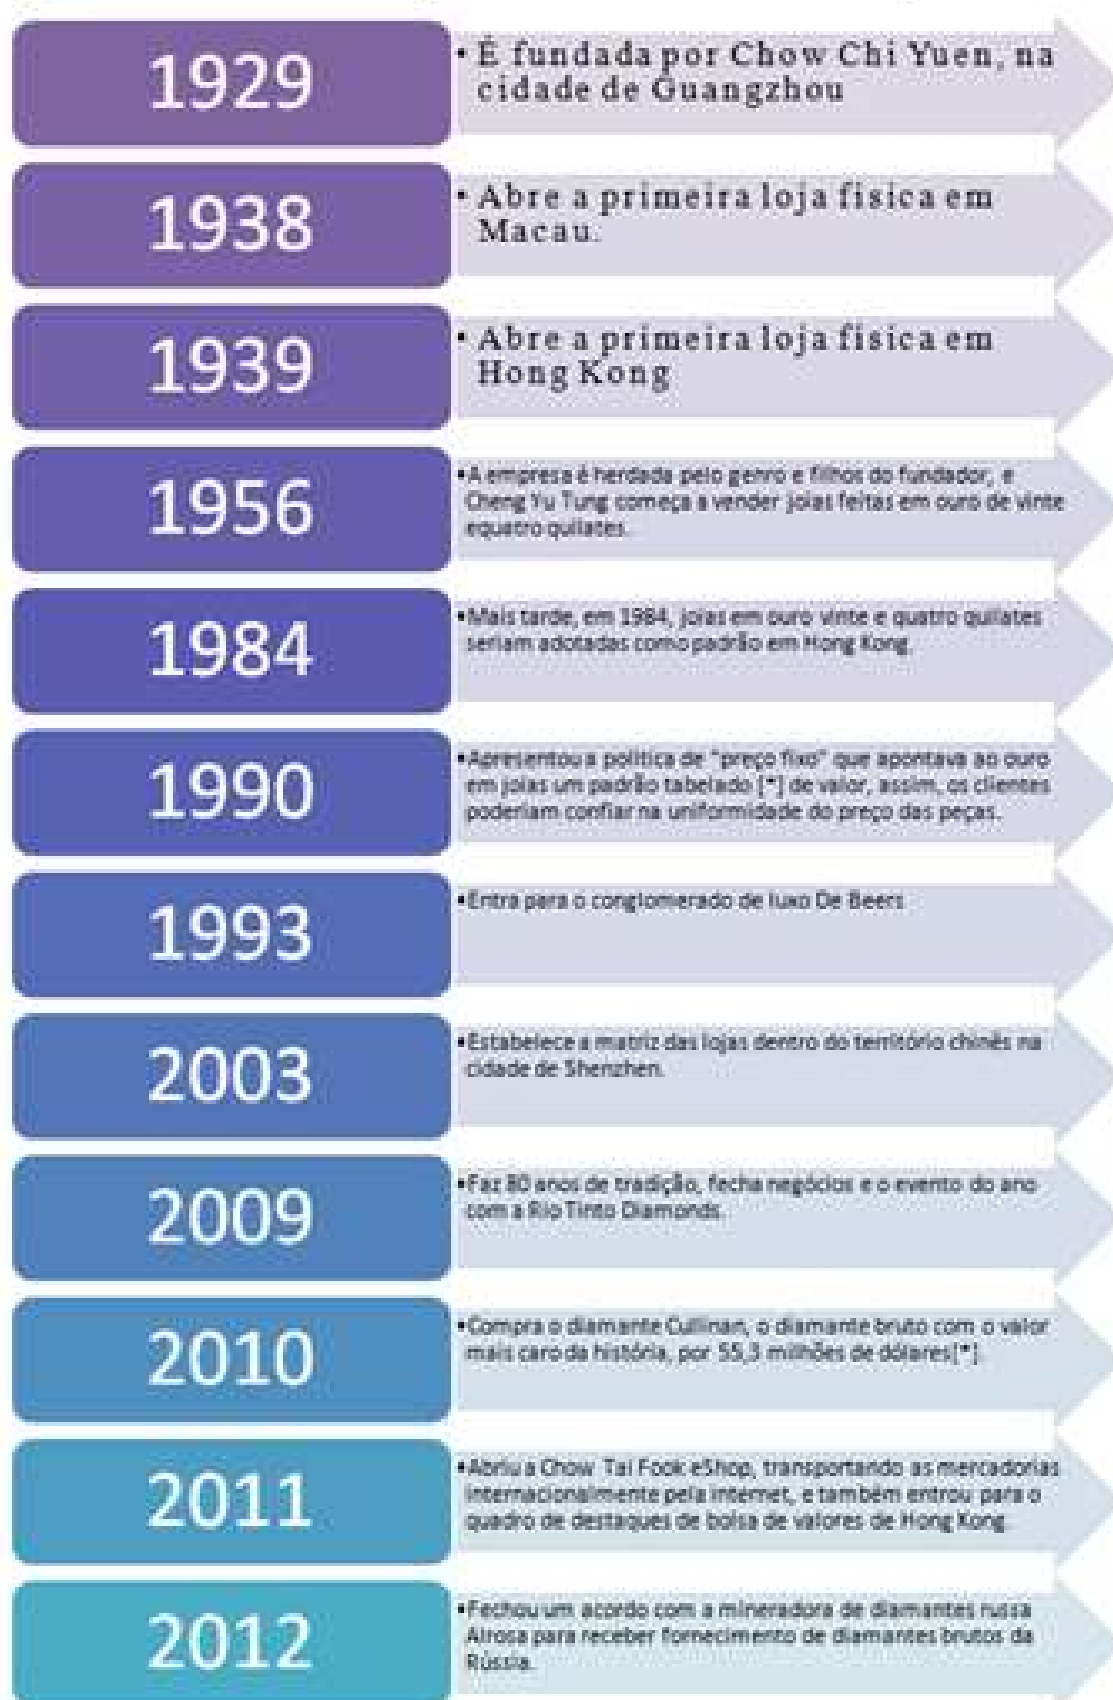 1929
• É fundada por Chow Chi Yuen, na
cidade de Guangzhou
1938
• Abre a primeira loja fisica em
Macau.
1939
• Abre a primeira loja fisica em
Hong Kong
1956
•A empresa é herdada pelo genro e filhos do fundador, e
Cheng Yu Tung começa a vender joias feitas em ouro de vinte
equatro quilates.
1984
•Mais tarde, em 1984, joias em ouro vinte e quatro quilates
seriam adotadas como padrão em Hong Kong.
1990
•Apresentou a política de "preço fixo" que apontava ao ouro
em joias um padrão tabelado [*] de valor, assim, os clientes
poderiam confiar na uniformidade do preço das peças.
1993
•Entra para o conglomerado de luxo De Beers
2003
•Estabelece a matriz das lojas dentro do território chinês na
cidade de Shenzhen.
2009
•Faz 80 anos de tradição, fecha negócios e o evento do ano
com a Rio Tinto Diamonds.
2010
•Compra o diamante Cullinan, o diamante bruto com o valor
mais caro da história, por 55,3 milhões de dólares[*].
2011
•Abriu a Chow Tai Fook eShop, transportando as mercadorias
internacionalmente pela internet, e também entrou para o
quadro de destaques de bolsa de valores de Hong Kong.
2012
•Fechou um acordo com a mineradora de diamantes russa
Alrosa para receber fornecimento de diamantes brutos da
Rússia.